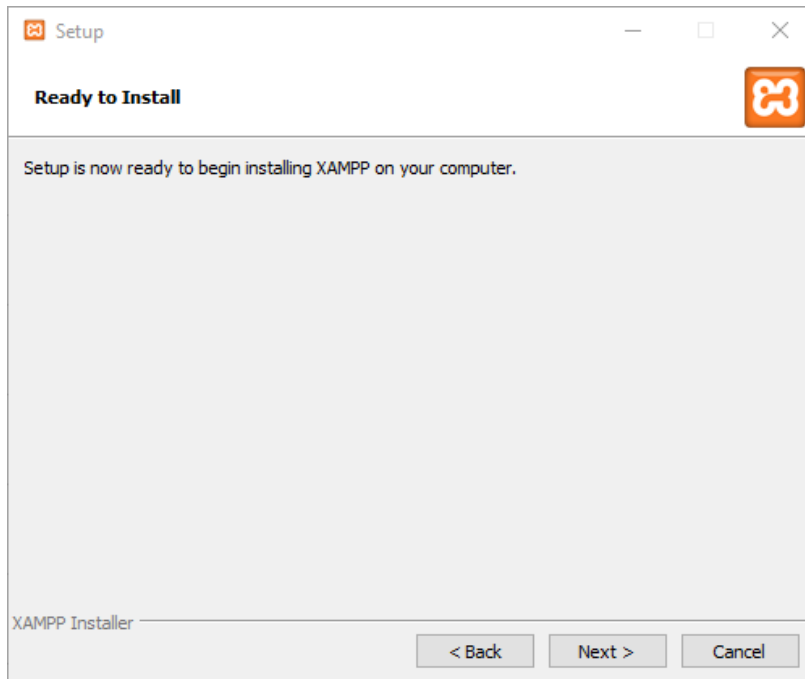 Setup
Ready to Install
Setup is now ready to begin installing XAMPP on your computer.
XAMPP Installer
< Back
Next >
Cancel